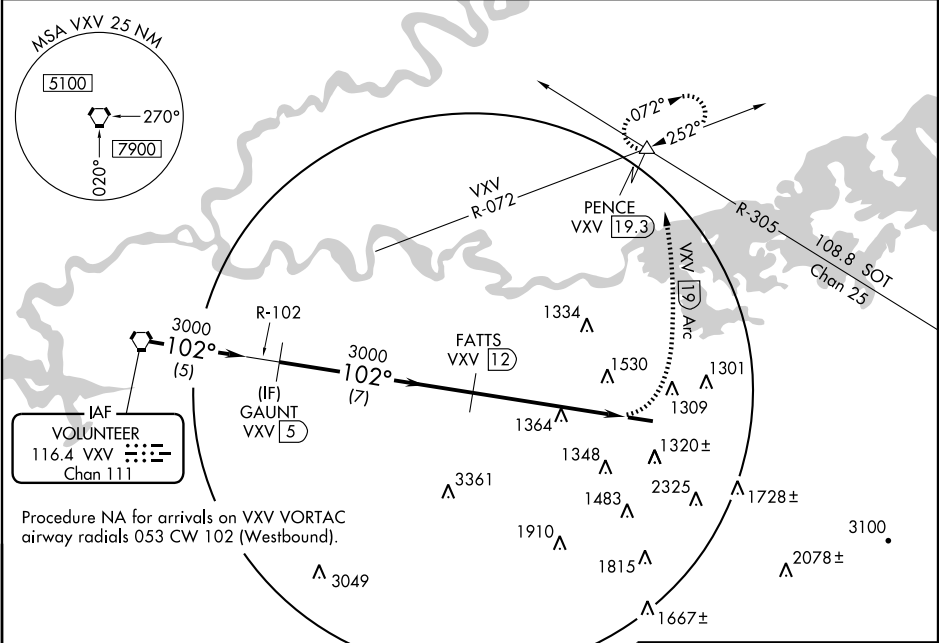 MSA VXV 25 NM
5100
270°
7900
020°
072°
252°
VXV
R-072
PENCE
VXV 19.3
R-305
108.8 SOT
Chan 25
VXV 19 Arc
3000
102°
(5)
R-102
(IF)
GAUNT
VXV 5
3000
102°
(7)
FATTS
VXV 12
1334
1530
1301
1309
1364
1320±
1348
3361
1483
2325
1728±
1910
3100
1815
2078±
3049
1667±
IAF
VOLUNTEER
116.4 VXV
Chan 111
Procedure NA for arrivals on VXV VORTAC
airway radials 053 CW 102 (Westbound).